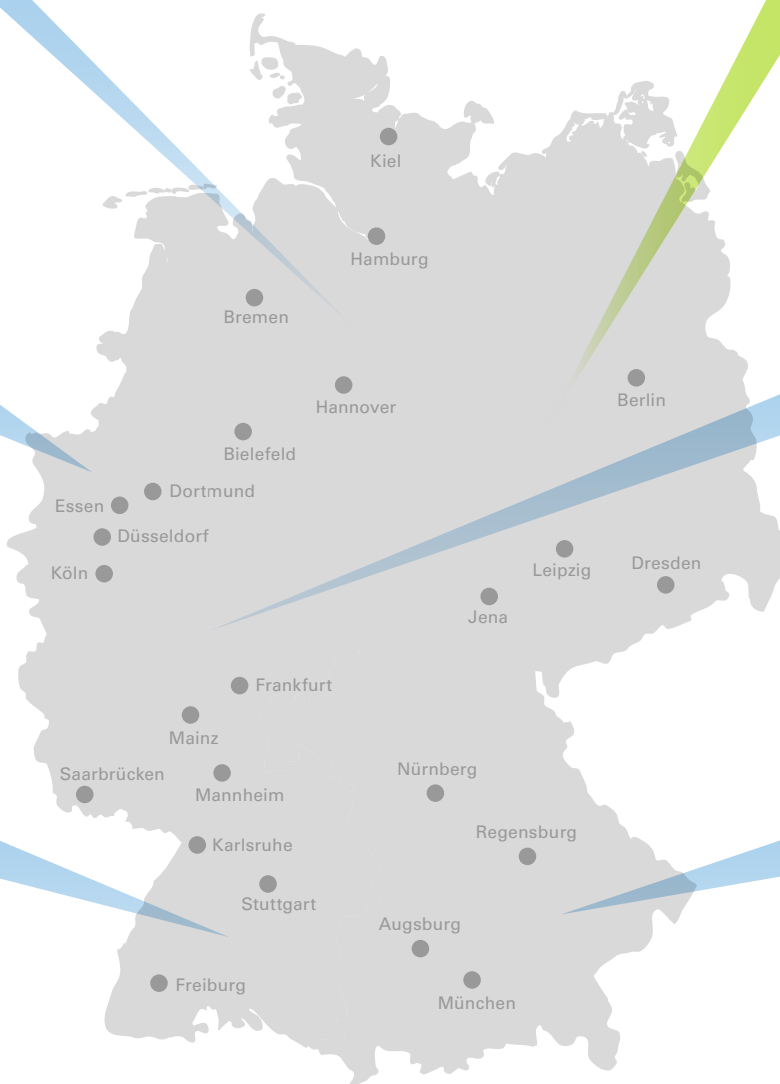 Kiel
Hamburg
Bremen
Hannover
Berlin
Bielefeld
Dortmund
Essen
Düsseldorf
Köln
Leipzig
Dresden
Jena
Frankfurt
Mainz
Saarbrücken
Mannheim
Nürnberg
Regensburg
Karlsruhe
Stuttgart
Augsburg
Freiburg
München